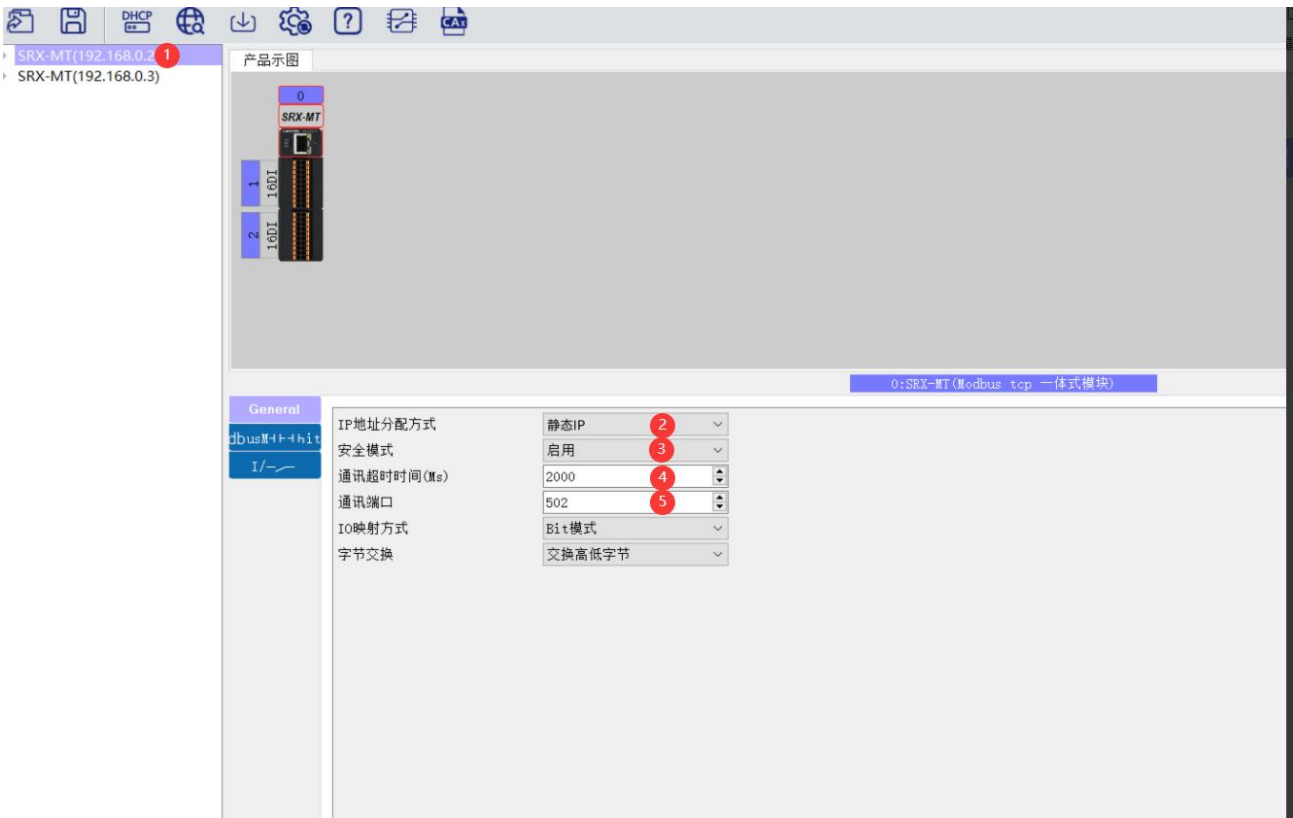 DHCP
?
CAx
SRX-MT(192.168.0.2
1
SRX-MT(192.168.0.3)
产品示图
0
SRX-MT
1
16DI
2
16DI
0:SRX-MT(Modbus tcp 一体式模块)
General
IP地址分配方式
静态IP
2
安全模式
启用
3
通讯超时时间(Ms)
2000
4
通讯端口
502
5
IO映射方式
Bit模式
字节交换
交换高低字节